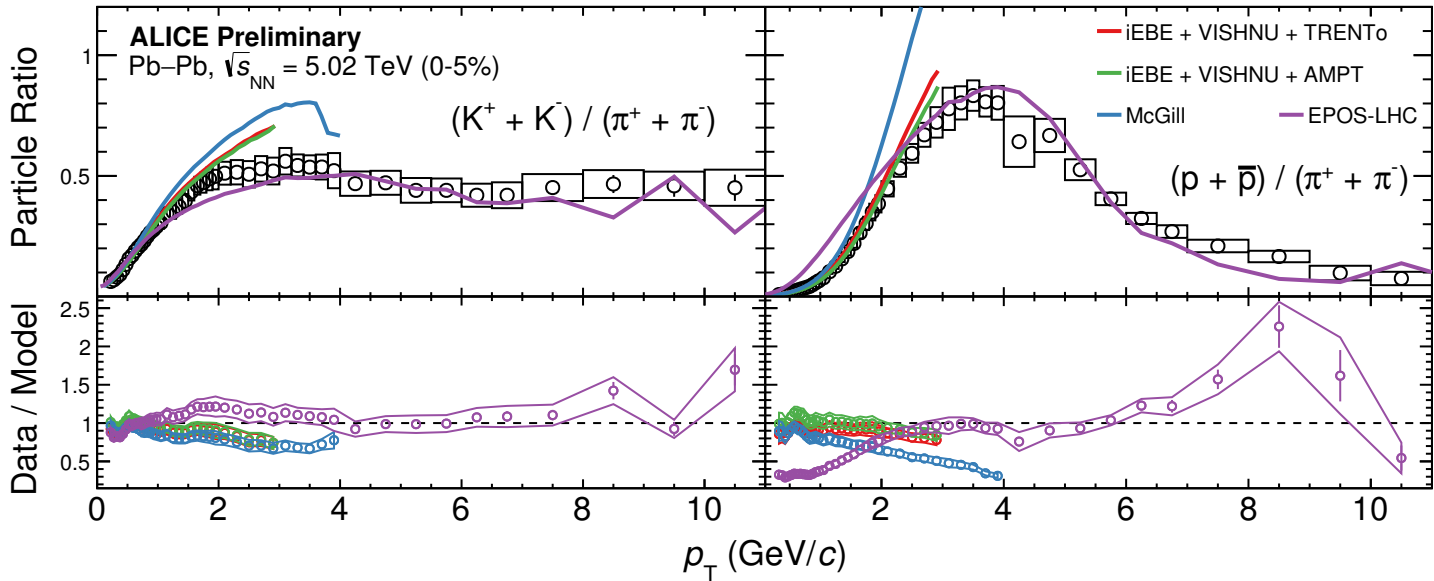 ALICE Preliminary
Pb–Pb, √sNN = 5.02 TeV (0-5%)
(K+ + K-) / (π+ + π-)
Particle Ratio
1
0.5
iEBE + VISHNU + TRENTo
iEBE + VISHNU + AMPT
McGill
EPOS-LHC
(p + p̅) / (π+ + π-)
Data / Model
2.5
2
1.5
1
0.5
0 2 4 6 8 10
2 4 6 8 10
pT (GeV/c)